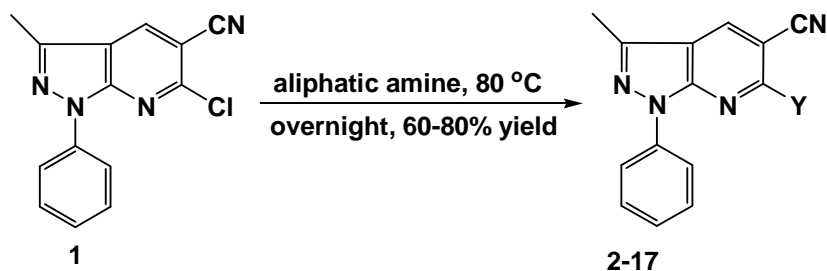 CN
N
N
N
Cl
1
aliphatic amine, 80 °C
overnight, 60-80% yield
CN
N
N
N
Y
2-17